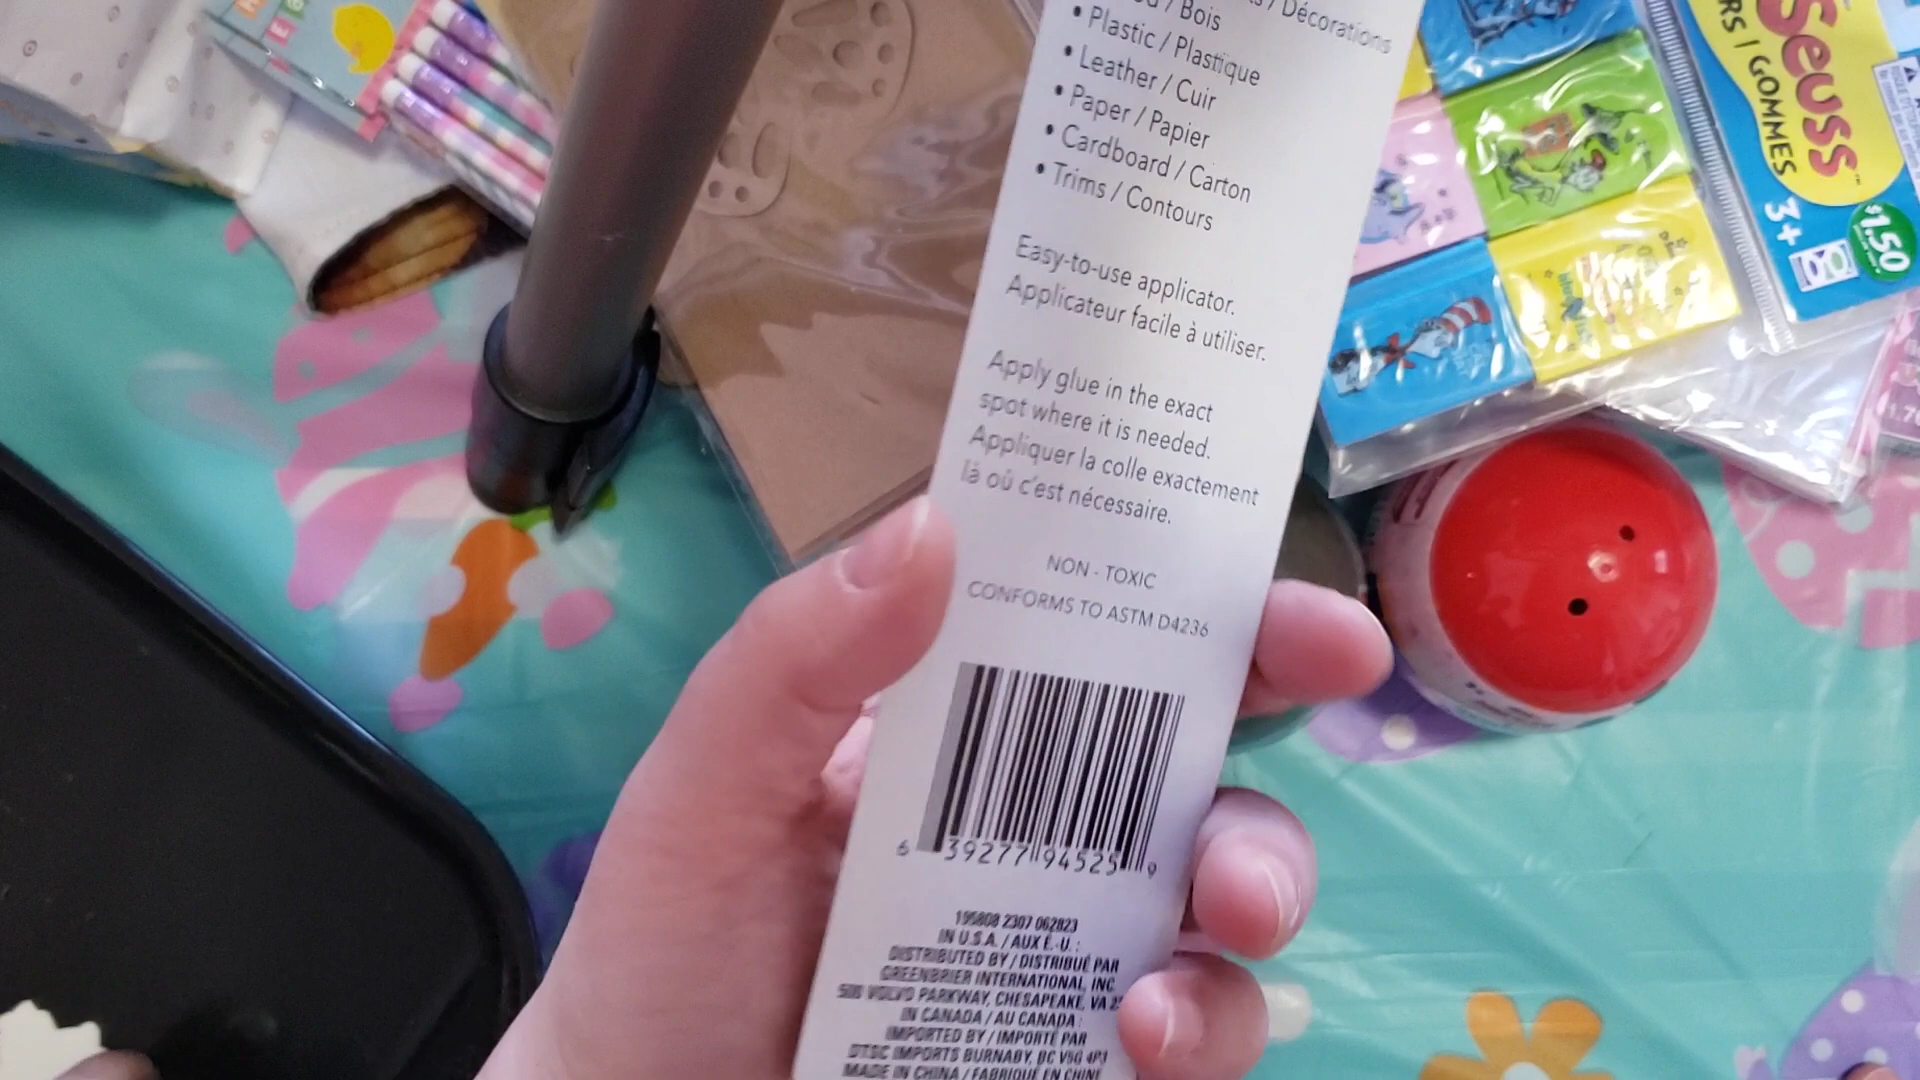 / Décorations
/ Bois
• Plastic / Plastique
• Leather / Cuir
• Paper / Papier
• Cardboard / Carton
• Trims / Contours
Easy-to-use applicator.
Applicateur facile à utiliser.
Apply glue in the exact
spot where it is needed.
Appliquer la colle exactement
là où c'est nécessaire.
NON - TOXIC
CONFORMS TO ASTM D4236
6 39277 94525 9
195808 2307 062823
IN U.S.A. / AUX É.-U. :
DISTRIBUTED BY / DISTRIBUÉ PAR
GREENBRIER INTERNATIONAL, INC.
500 VOLVO PARKWAY, CHESAPEAKE, VA
IN CANADA / AU CANADA :
IMPORTED BY / IMPORTÉ PAR
DTSC IMPORTS BURNABY, BC V5G 4P3
MADE IN CHINA / FABRIQUÉ EN CHINE
Seuss™
RS / GOMMES
3+
$1.50